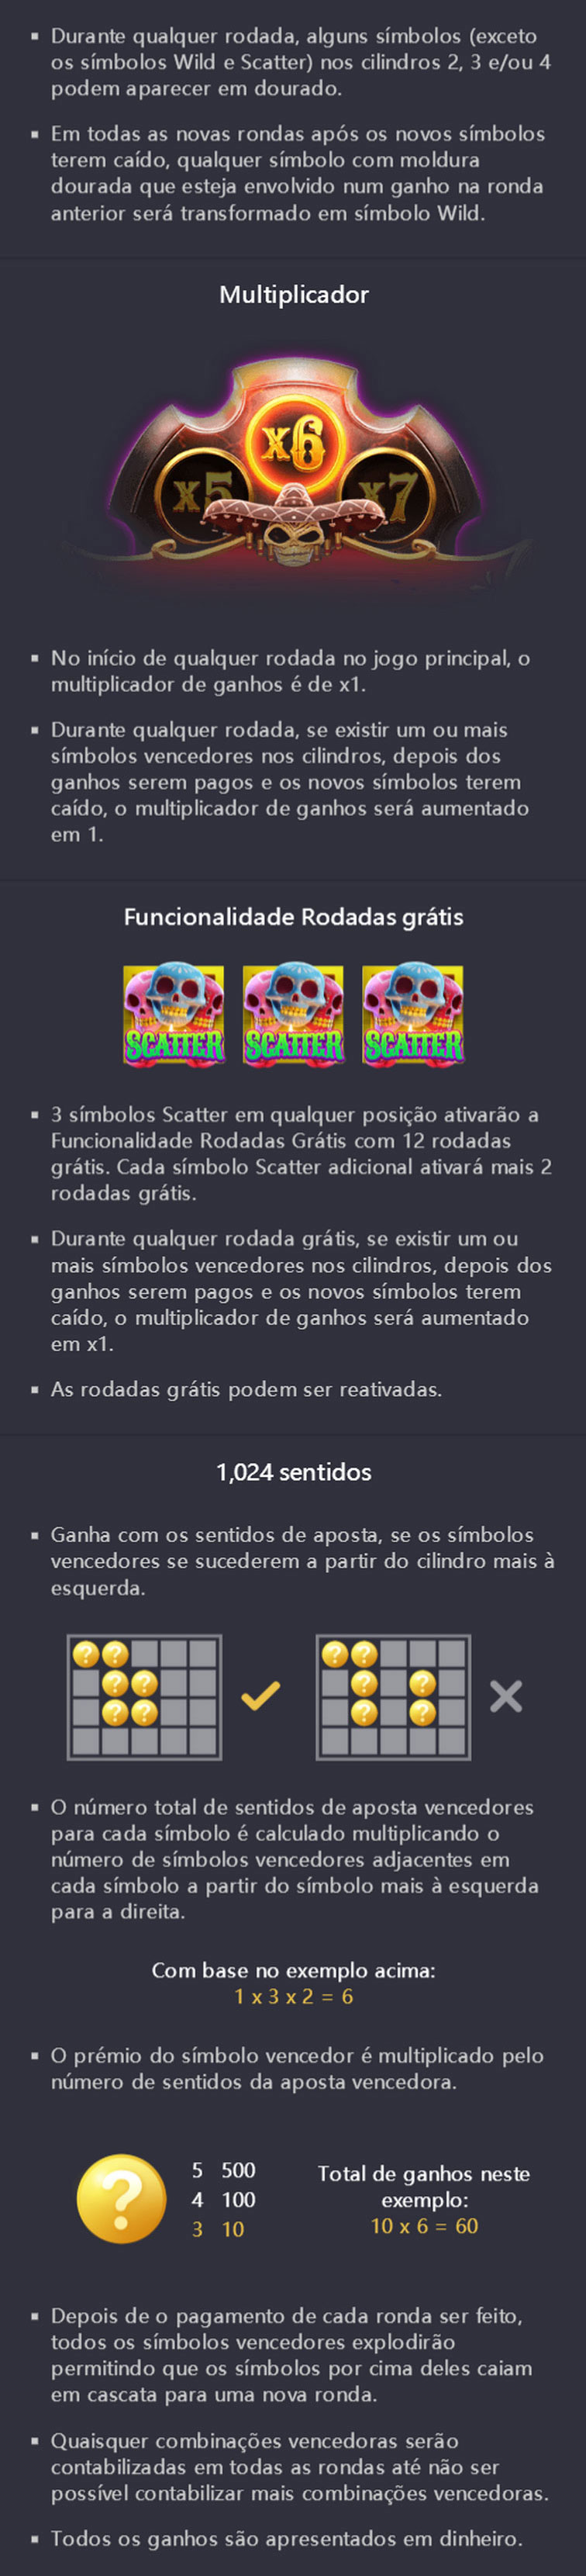 ▪ Durante qualquer rodada, alguns símbolos (exceto
os símbolos Wild e Scatter) nos cilindros 2, 3 e/ou 4
podem aparecer em dourado.
▪ Em todas as novas rondas após os novos símbolos
terem caído, qualquer símbolo com moldura
dourada que esteja envolvido num ganho na ronda
anterior será transformado em símbolo Wild.
Multiplicador
x5 x6 x7
▪ No início de qualquer rodada no jogo principal, o
multiplicador de ganhos é de x1.
▪ Durante qualquer rodada, se existir um ou mais
símbolos vencedores nos cilindros, depois dos
ganhos serem pagos e os novos símbolos terem
caído, o multiplicador de ganhos será aumentado
em 1.
Funcionalidade Rodadas grátis
SCATTER SCATTER SCATTER
▪ 3 símbolos Scatter em qualquer posição ativarão a
Funcionalidade Rodadas Grátis com 12 rodadas
grátis. Cada símbolo Scatter adicional ativará mais 2
rodadas grátis.
▪ Durante qualquer rodada grátis, se existir um ou
mais símbolos vencedores nos cilindros, depois dos
ganhos serem pagos e os novos símbolos terem
caído, o multiplicador de ganhos será aumentado
em x1.
▪ As rodadas grátis podem ser reativadas.
1,024 sentidos
▪ Ganha com os sentidos de aposta, se os símbolos
vencedores se sucederem a partir do cilindro mais à
esquerda.
? ? ? ?
? ? ? ?
? ? ? ?
▪ O número total de sentidos de aposta vencedores
para cada símbolo é calculado multiplicando o
número de símbolos vencedores adjacentes em
cada símbolo a partir do símbolo mais à esquerda
para a direita.
Com base no exemplo acima:
1 x 3 x 2 = 6
▪ O prémio do símbolo vencedor é multiplicado pelo
número de sentidos da aposta vencedora.
?
5 500
4 100
3 10
Total de ganhos neste
exemplo:
10 x 6 = 60
▪ Depois de o pagamento de cada ronda ser feito,
todos os símbolos vencedores explodirão
permitindo que os símbolos por cima deles caiam
em cascata para uma nova ronda.
▪ Quaisquer combinações vencedoras serão
contabilizadas em todas as rondas até não ser
possível contabilizar mais combinações vencedoras.
▪ Todos os ganhos são apresentados em dinheiro.